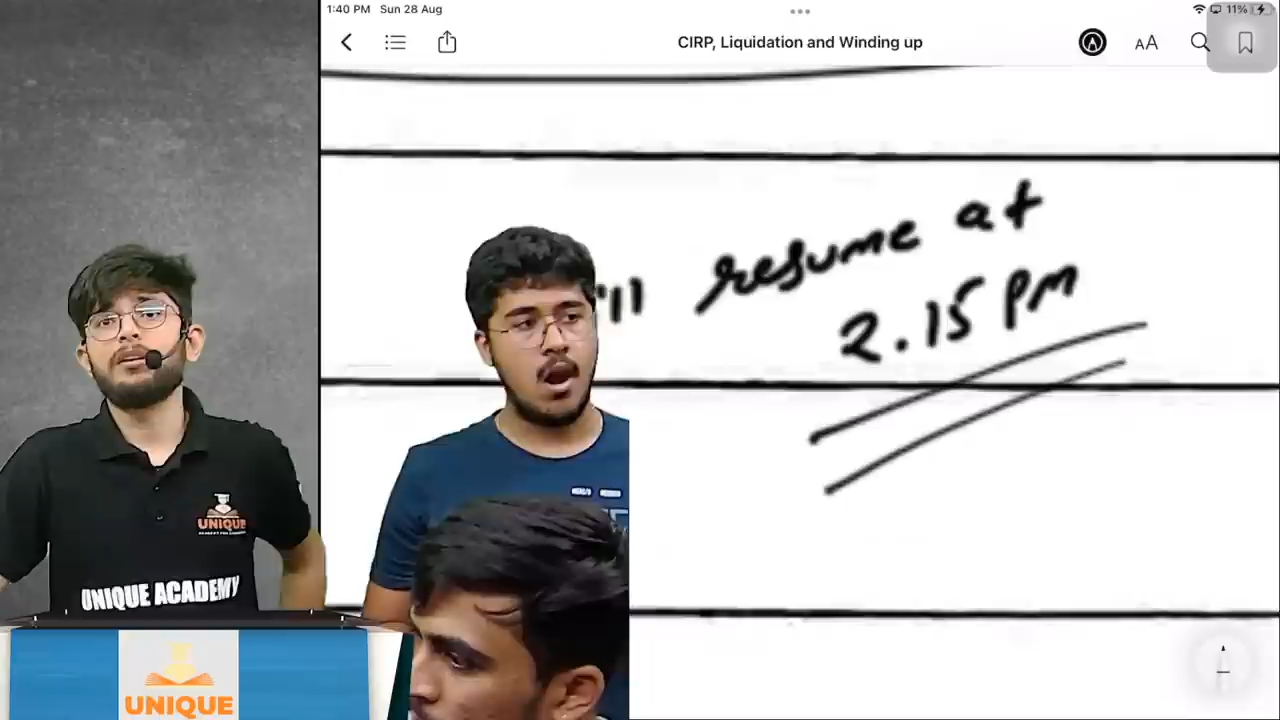 1:40 PM Sun 28 Aug
11%
CIRP, Liquidation and Winding up
AA
resume at
2.15 pm
UNIQUE
UNIQUE ACADEMY
UNIQUE